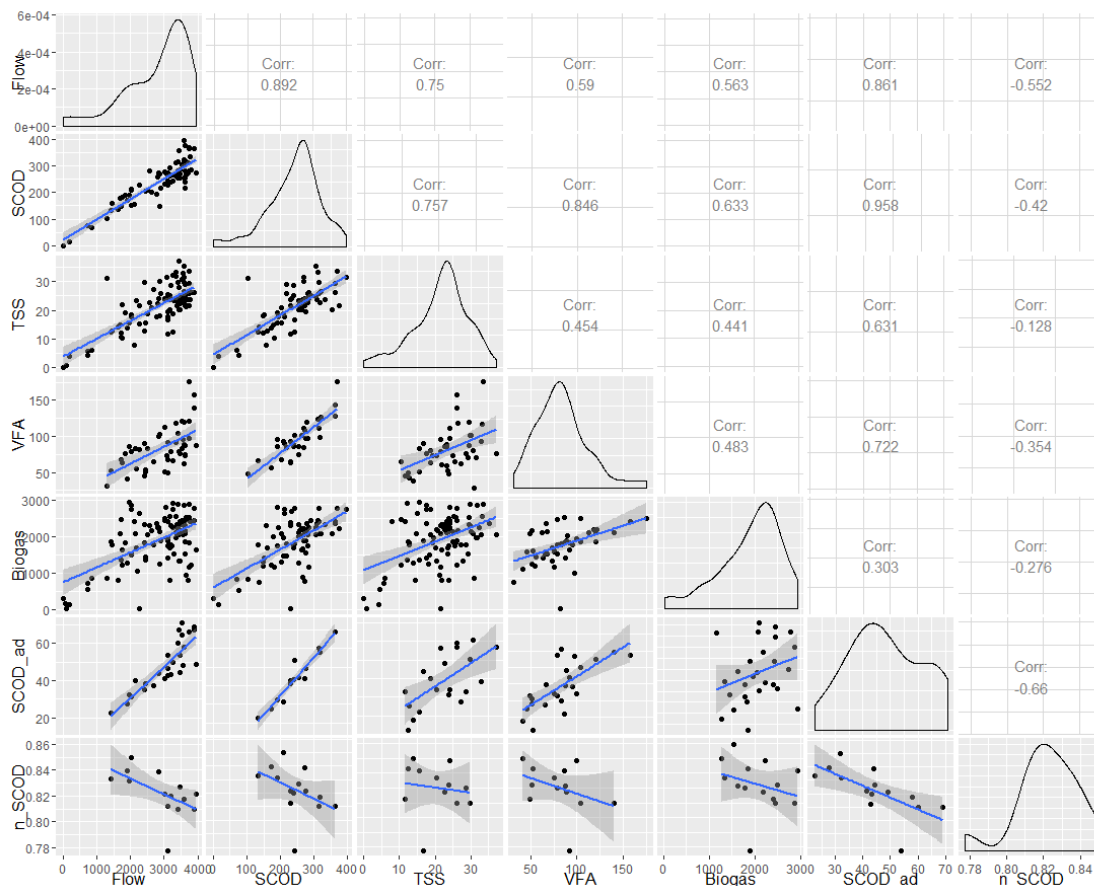 6e-04
4e-04
2e-04
0e+00
Flow
Corr:
0.892
Corr:
0.75
Corr:
0.59
Corr:
0.563
Corr:
0.861
Corr:
-0.552
400
300
200
100
0
SCOD
Corr:
0.757
Corr:
0.846
Corr:
0.633
Corr:
0.958
Corr:
-0.42
30
20
10
0
TSS
Corr:
0.454
Corr:
0.441
Corr:
0.631
Corr:
-0.128
150
100
50
VFA
Corr:
0.483
Corr:
0.722
Corr:
-0.354
3000
2000
1000
0
Biogas
Corr:
0.303
Corr:
-0.276
60
40
20
SCOD_ad
Corr:
-0.66
0.86
0.84
0.82
0.80
0.78
n_SCOD
0 1000 2000 3000 4000 0 100 200 300 400 0 10 20 30 50 100 150 0 1000 2000 3000 30 40 50 60 70 0.78 0.80 0.82 0.84
Flow SCOD TSS VFA Biogas SCOD_ad n_SCOD